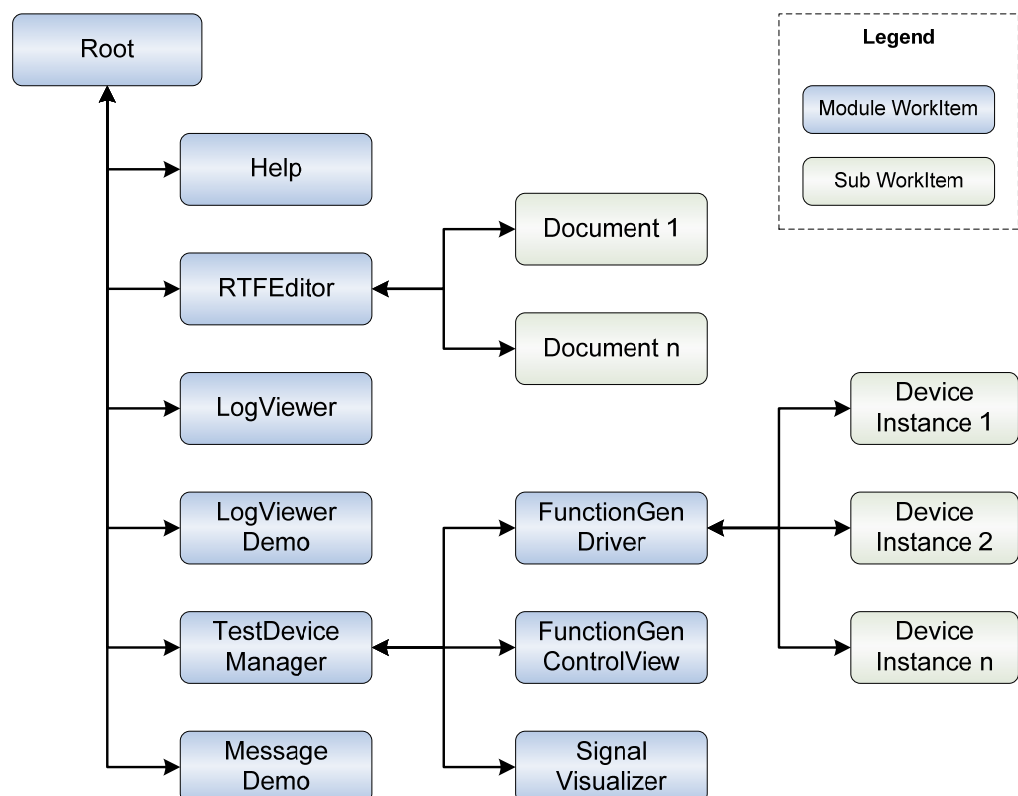 Root
Legend
Module WorkItem
Sub WorkItem
Help
Document 1
RTFEditor
Document n
LogViewer
Device
Instance 1
LogViewer
Demo
FunctionGen
Driver
Device
Instance 2
TestDevice
Manager
FunctionGen
ControlView
Device
Instance n
Message
Demo
Signal
Visualizer